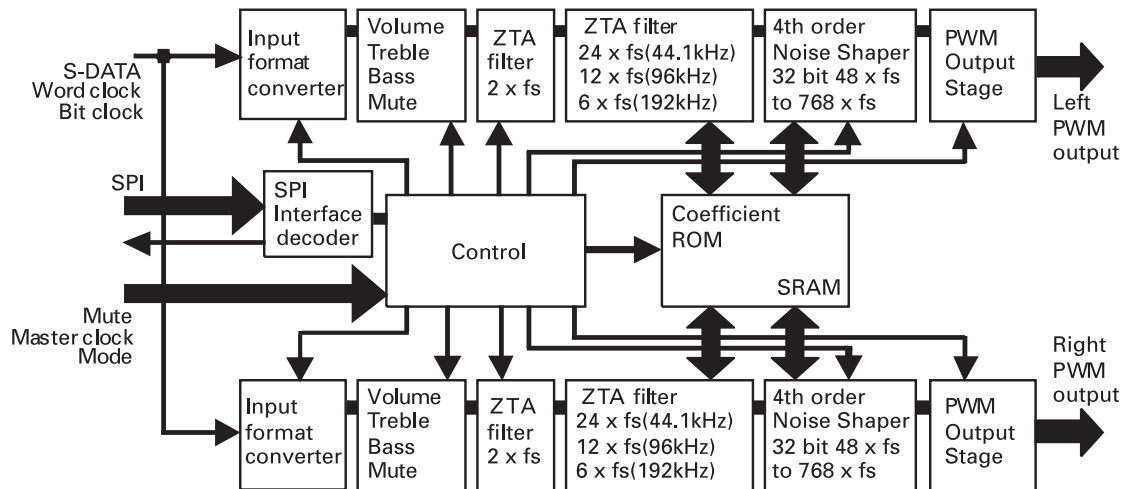 Input
format
converter
Volume
Treble
Bass
Mute
ZTA
filter
2 x fs
ZTA filter
24 x fs(44.1kHz)
12 x fs(96kHz)
6 x fs(192kHz)
4th order
Noise Shaper
32 bit 48 x fs
to 768 x fs
PWM
Output
Stage
S-DATA
Word clock
Bit clock
Left
PWM
output
SPI
SPI
Interface
decoder
Control
Coefficient
ROM
SRAM
Mute
Master clock
Mode
Right
PWM
output
Input
format
converter
Volume
Treble
Bass
Mute
ZTA
filter
2 x fs
ZTA filter
24 x fs(44.1kHz)
12 x fs(96kHz)
6 x fs(192kHz)
4th order
Noise Shaper
32 bit 48 x fs
to 768 x fs
PWM
Output
Stage